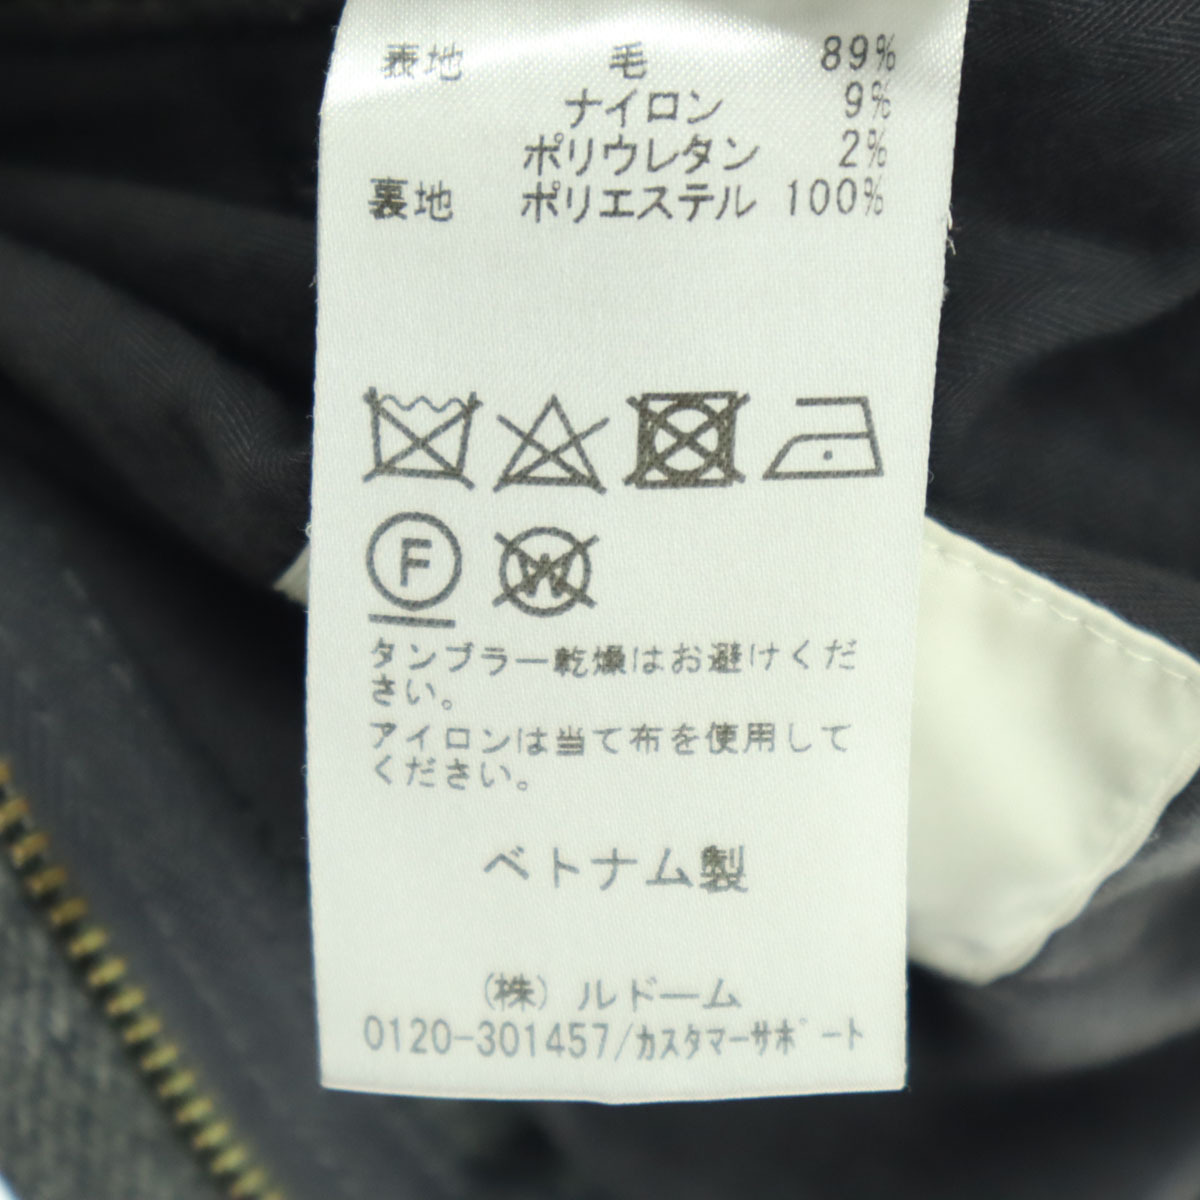 表地 毛 89%
ナイロン 9%
ポリウレタン 2%
裏地 ポリエステル 100%
F W
タンブラー乾燥はお避けくだ
さい。
アイロンは当て布を使用して
ください。
ベトナム製
(株) ルドーム
0120-301457/カスタマーサポート